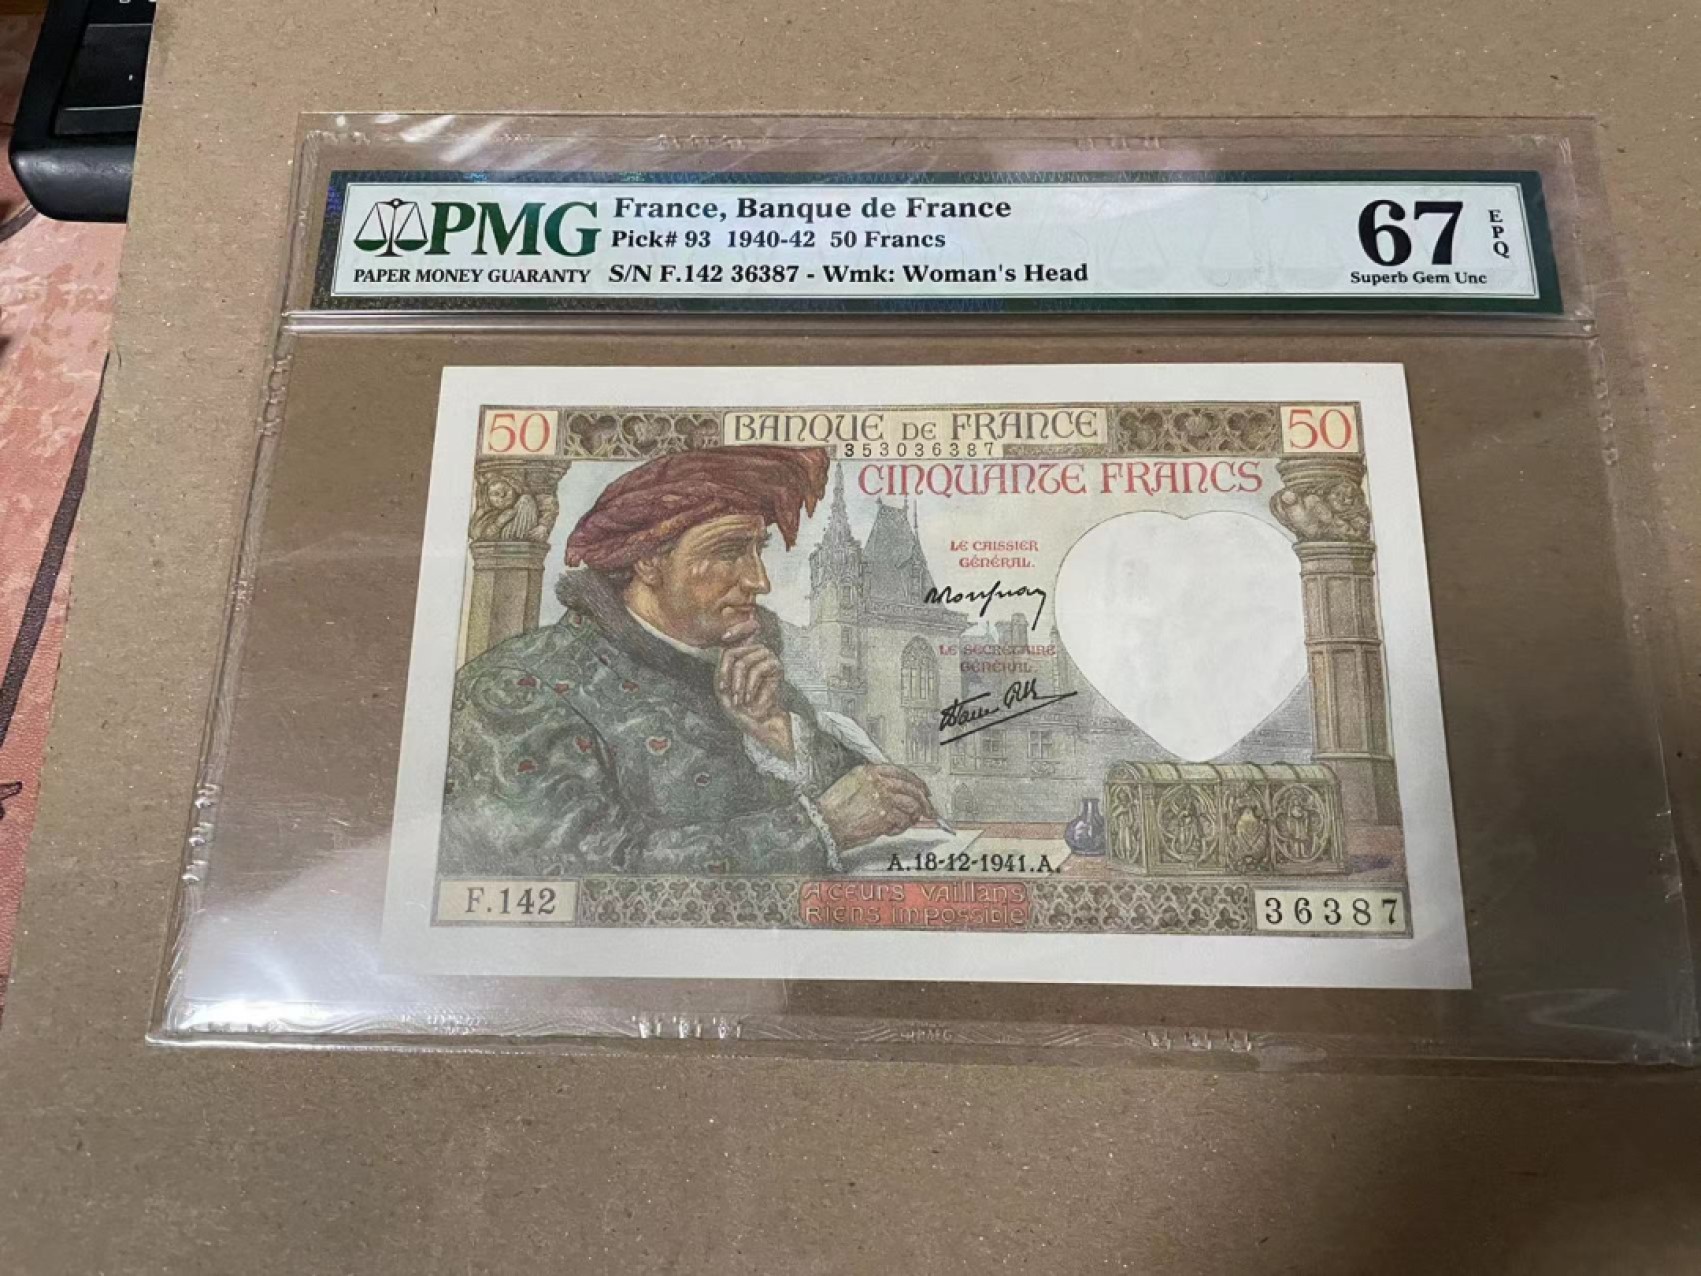 PMG
PAPER MONEY GUARANTY
France, Banque de France
Pick# 93 1940-42 50 Francs
S/N F.142 36387 - Wmk: Woman's Head
67
EPQ
Superb Gem Unc
50
BANQUE DE FRANCE
50
353036387
CINQUANTE FRANCS
LE CAISSIER
GÉNÉRAL.
LE SECRÉTAIRE
GÉNÉRAL.
A.18-12-1941.A.
F.142
A CEURS VAILLANS
RIENS IMPOSSIBLE
36387